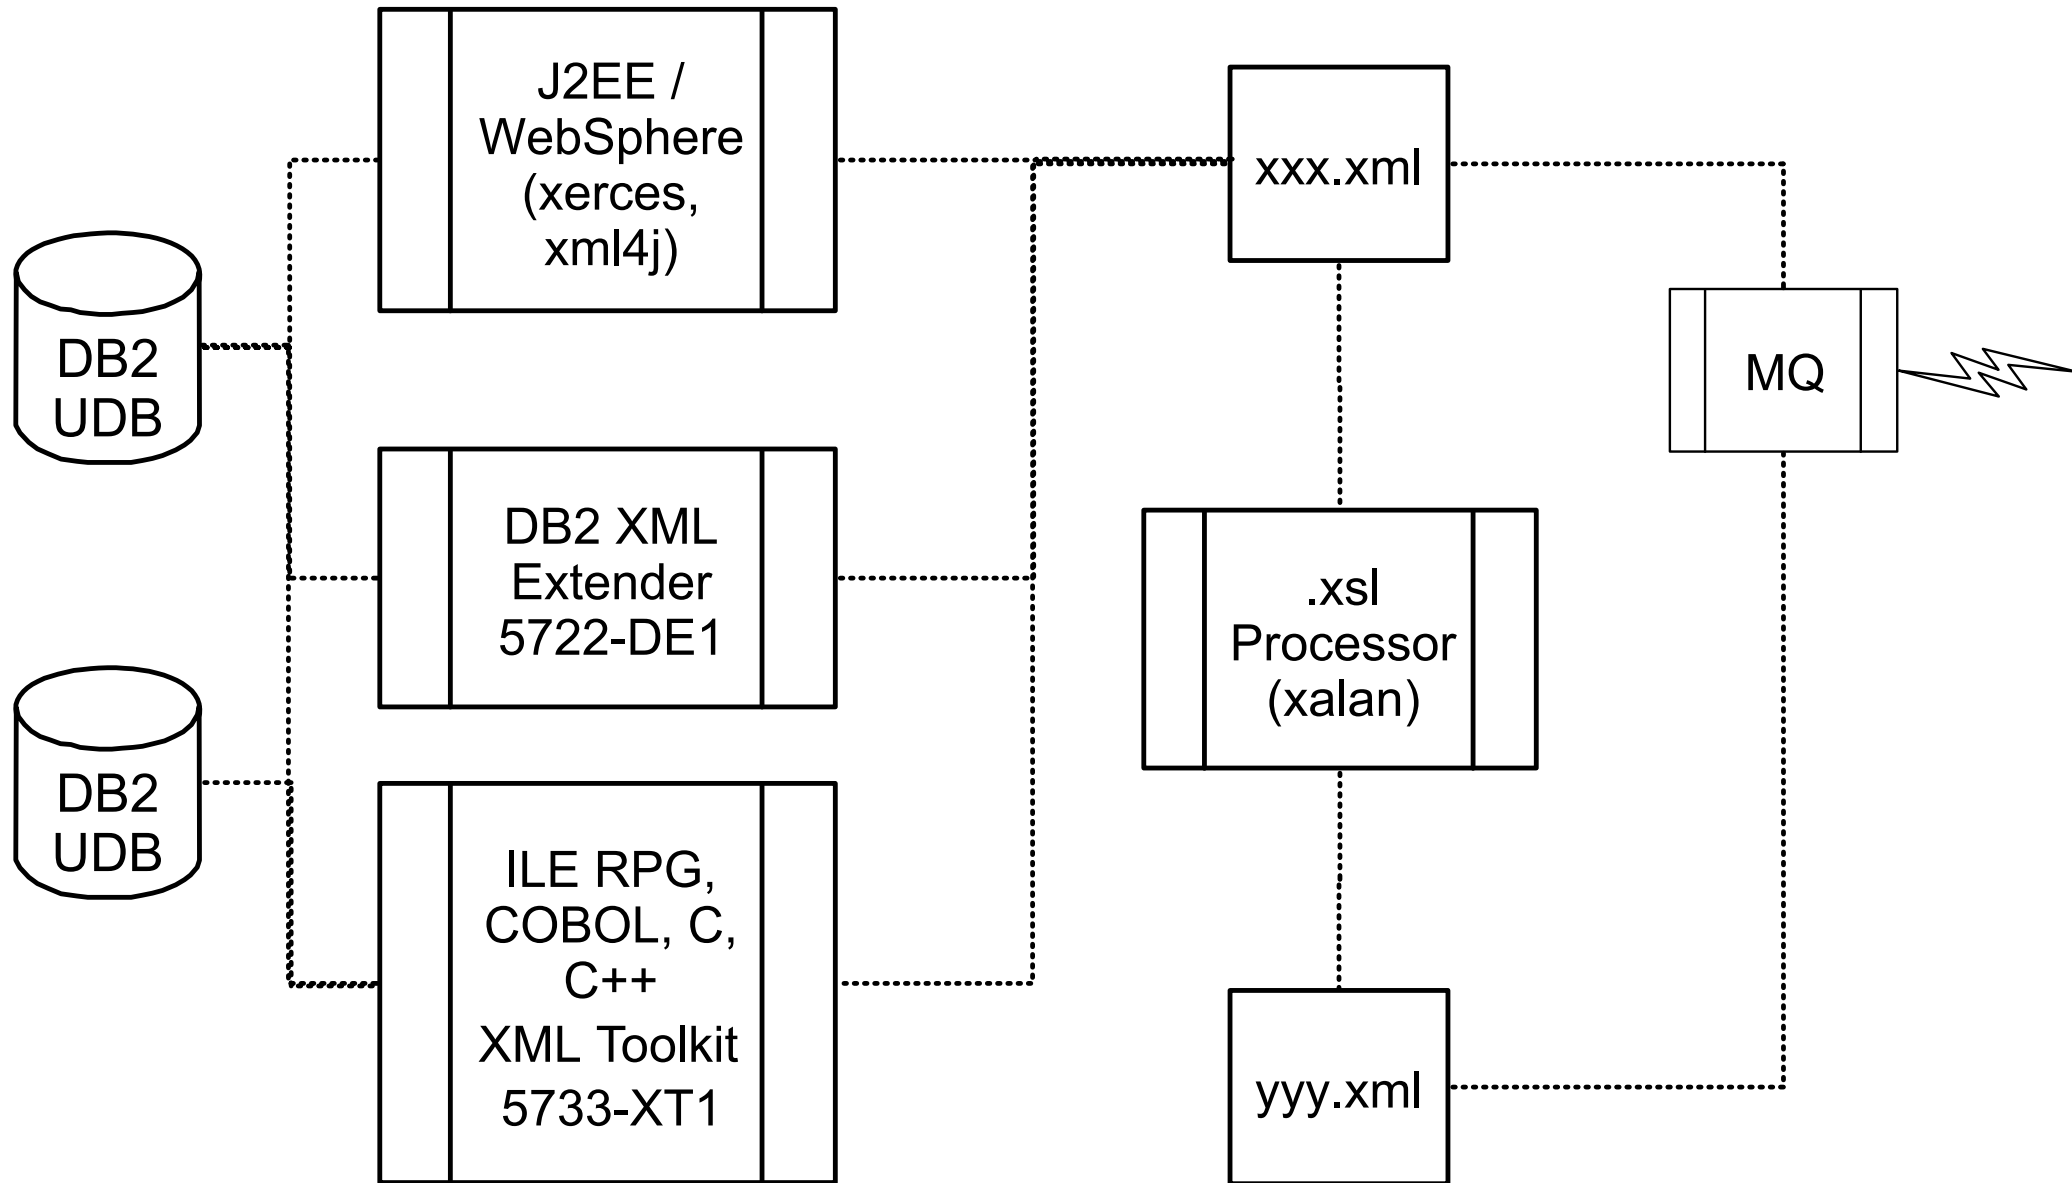 J2EE /
WebSphere
(xerces,
xml4j)
xxx.xml
DB2
UDB
MQ
DB2 XML
Extender
5722-DE1
.xsl
Processor
(xalan)
DB2
UDB
ILE RPG,
COBOL, C,
C++
XML Toolkit
5733-XT1
yyy.xml